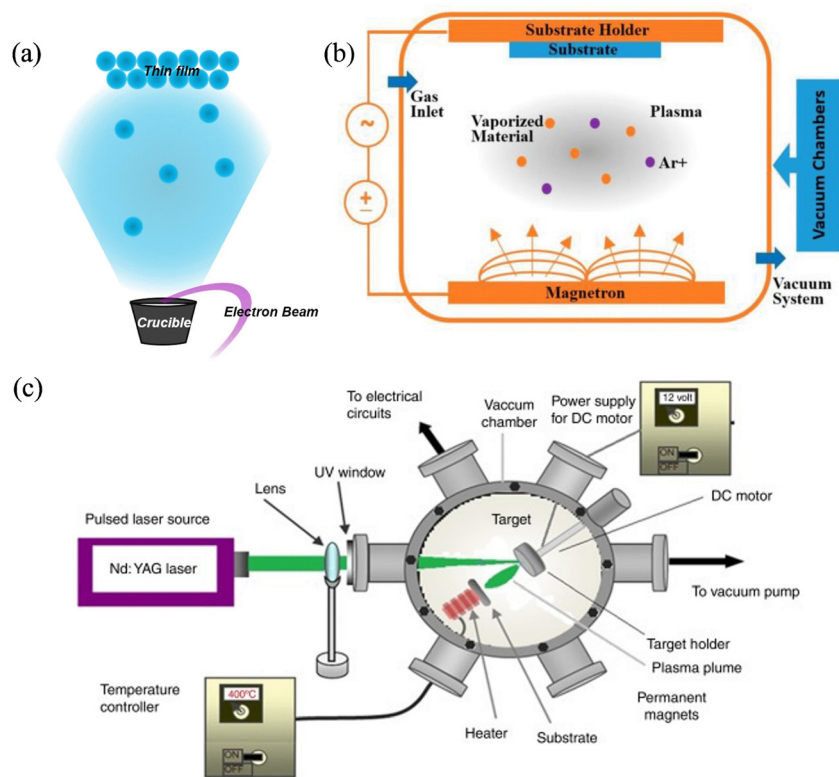 (a)
Thin film
Crucible
Electron Beam
(b)
Substrate Holder
Substrate
Gas
Inlet
Vaporized
Material
Plasma
Ar+
~
±
Magnetron
Vacuum
System
Vacuum Chambers
(c)
To electrical
circuits
Vaccum
chamber
Power supply
for DC motor
12 volt
ON
OFF
UV window
Lens
Target
DC motor
Pulsed laser source
Nd: YAG laser
To vacuum pump
Target holder
Plasma plume
Permanent
magnets
Temperature
controller
400°C
ON
OFF
Heater
Substrate